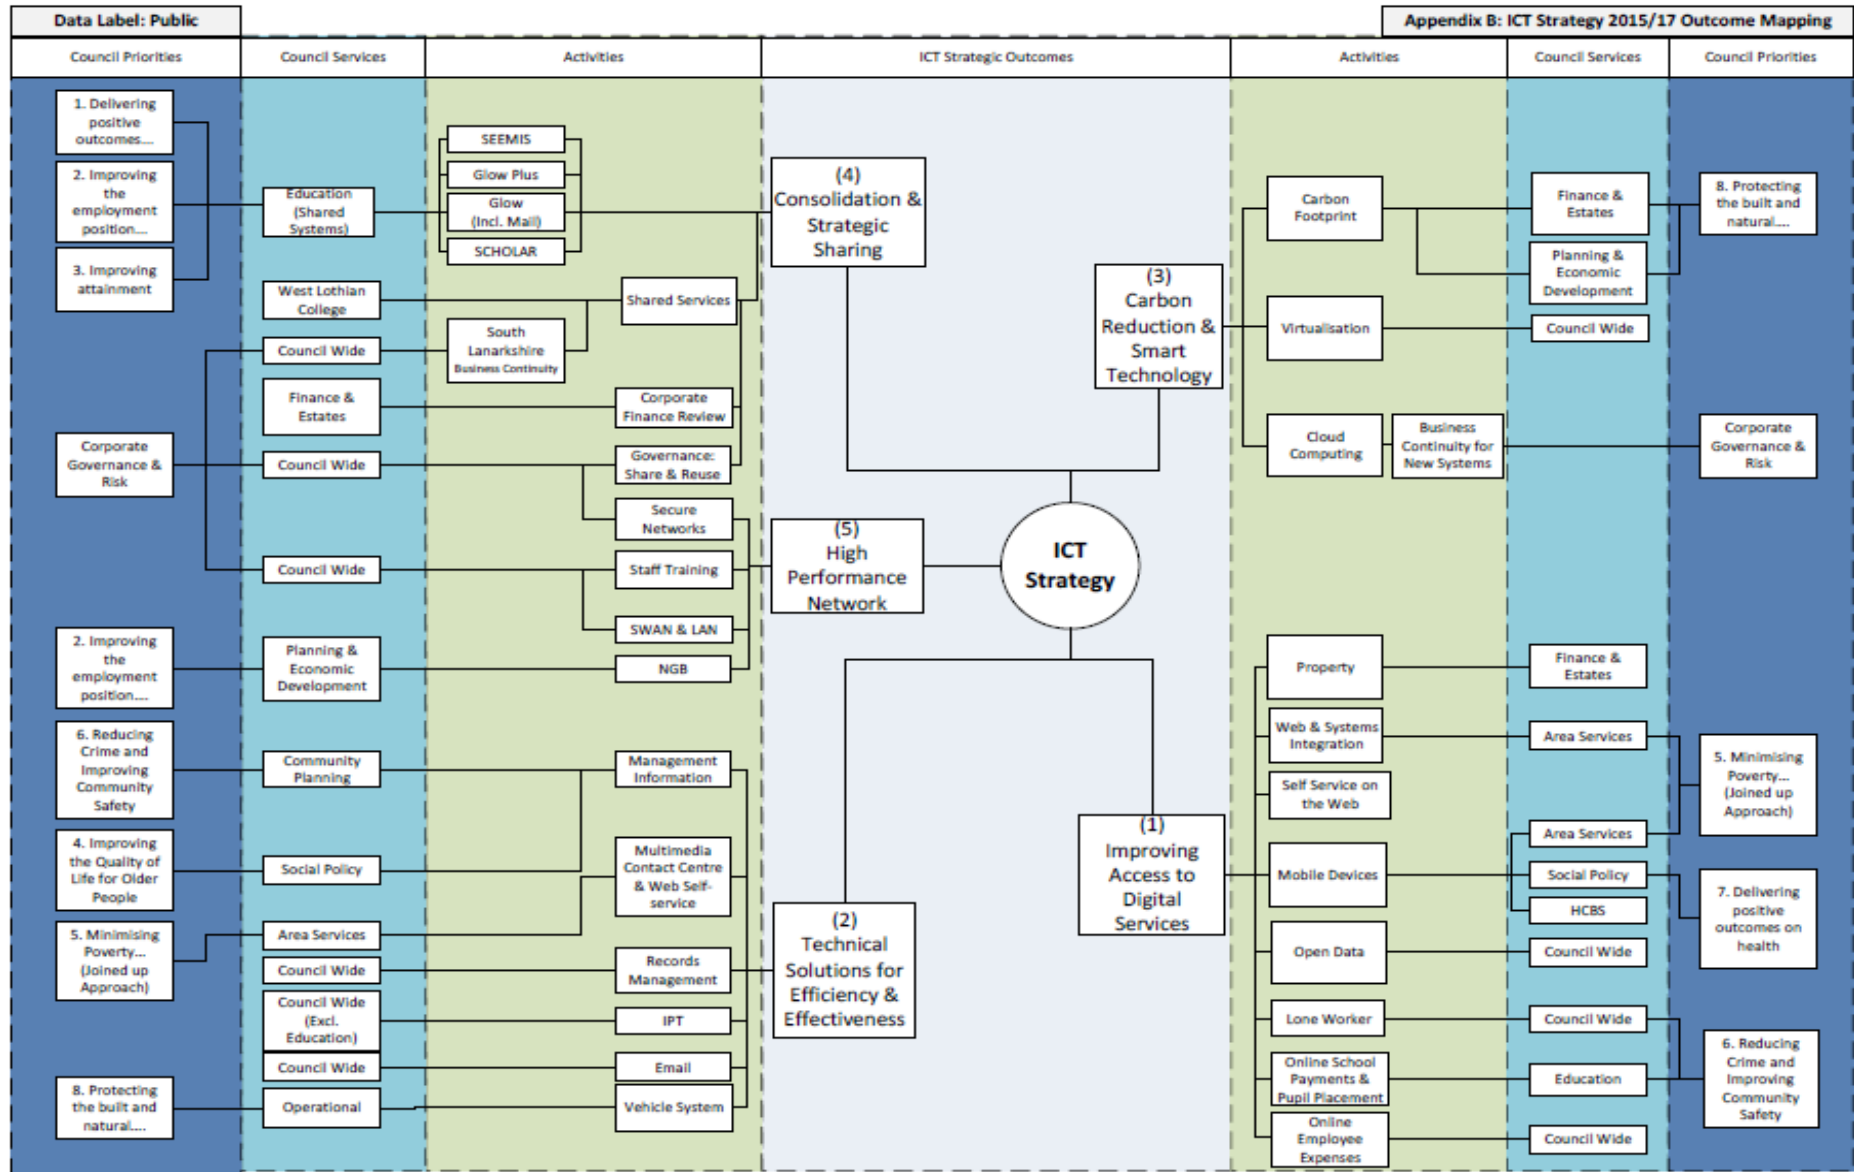 Data Label: Public
Appendix B: ICT Strategy 2015/17 Outcome Mapping
Council Priorities
Council Services
Activities
ICT Strategic Outcomes
Activities
Council Services
Council Priorities
1. Delivering
positive
outcomes....
2. Improving
the
employment
position....
3. Improving
attainment
Corporate
Governance &
Risk
2. Improving
the
employment
position....
6. Reducing
Crime and
Improving
Community
Safety
4. Improving
the Quality of
Life for Older
People
5. Minimising
Poverty...
(Joined up
Approach)
8. Protecting
the built and
natural....
Education
(Shared
Systems)
West Lothian
College
Council Wide
Finance &
Estates
Council Wide
Council Wide
Planning &
Economic
Development
Community
Planning
Social Policy
Area Services
Council Wide
Council Wide
(Excl.
Education)
Council Wide
Operational
SEEMIS
Glow Plus
Glow
(Incl. Mail)
SCHOLAR
South
Lanarkshire
Business Continuity
Shared Services
Corporate
Finance Review
Governance:
Share & Reuse
Secure
Networks
Staff Training
SWAN & LAN
NGB
Management
Information
Multimedia
Contact Centre
& Web Self-
service
Records
Management
IPT
Email
Vehicle System
(4)
Consolidation &
Strategic
Sharing
(3)
Carbon
Reduction &
Smart
Technology
(5)
High
Performance
Network
ICT
Strategy
(2)
Technical
Solutions for
Efficiency &
Effectiveness
(1)
Improving
Access to
Digital
Services
Carbon
Footprint
Virtualisation
Cloud
Computing
Business
Continuity for
New Systems
Property
Web & Systems
Integration
Self Service on
the Web
Mobile Devices
Open Data
Lone Worker
Online School
Payments &
Pupil Placement
Online
Employee
Expenses
Finance &
Estates
Planning &
Economic
Development
Council Wide
Finance &
Estates
Area Services
Area Services
Social Policy
HCBS
Council Wide
Council Wide
Education
Council Wide
8. Protecting
the built and
natural....
Corporate
Governance &
Risk
5. Minimising
Poverty...
(Joined up
Approach)
7. Delivering
positive
outcomes on
health
6. Reducing
Crime and
Improving
Community
Safety